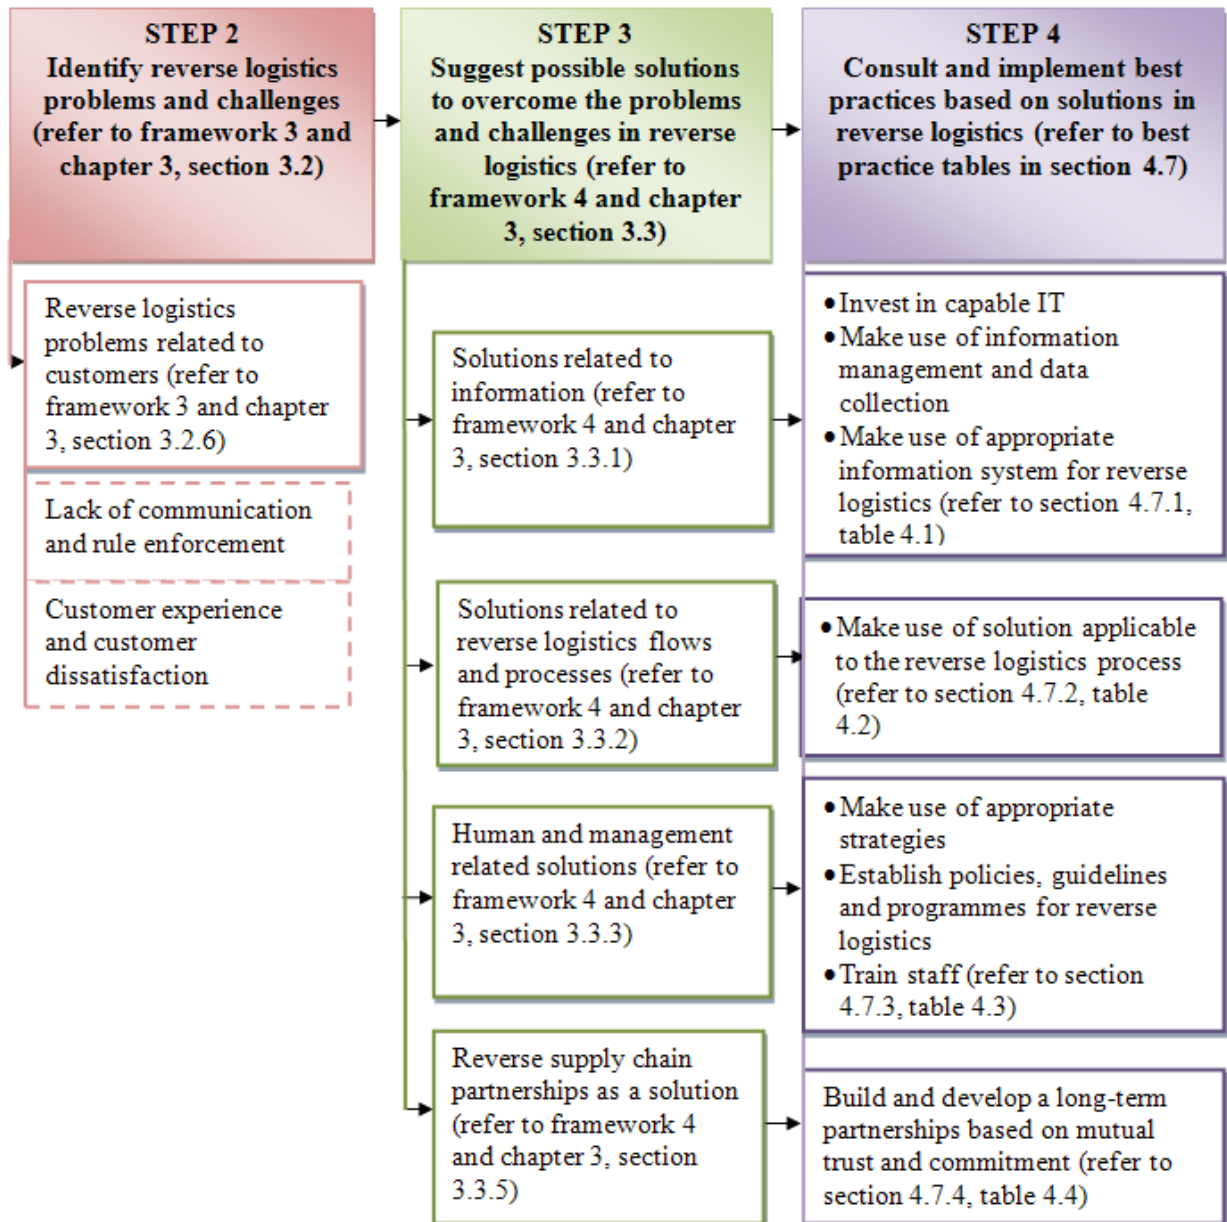 STEP 2
Identify reverse logistics
problems and challenges
(refer to framework 3 and
chapter 3, section 3.2)
Reverse logistics
problems related to
customers (refer to
framework 3 and chapter
3, section 3.2.6)
Lack of communication
and rule enforcement
Customer experience
and customer
dissatisfaction
STEP 3
Suggest possible solutions
to overcome the problems
and challenges in reverse
logistics (refer to
framework 4 and chapter
3, section 3.3)
Solutions related to
information (refer to
framework 4 and chapter
3, section 3.3.1)
Solutions related to
reverse logistics flows
and processes (refer to
framework 4 and chapter
3, section 3.3.2)
Human and management
related solutions (refer to
framework 4 and chapter
3, section 3.3.3)
Reverse supply chain
partnerships as a solution
(refer to framework 4
and chapter 3, section
3.3.5)
STEP 4
Consult and implement best
practices based on solutions in
reverse logistics (refer to best
practice tables in section 4.7)
• Invest in capable IT
• Make use of information
management and data
collection
• Make use of appropriate
information system for reverse
logistics (refer to section 4.7.1,
table 4.1)
• Make use of solution applicable
to the reverse logistics process
(refer to section 4.7.2, table
4.2)
• Make use of appropriate
strategies
• Establish policies, guidelines
and programmes for reverse
logistics
• Train staff (refer to section
4.7.3, table 4.3)
Build and develop a long-term
partnerships based on mutual
trust and commitment (refer to
section 4.7.4, table 4.4)